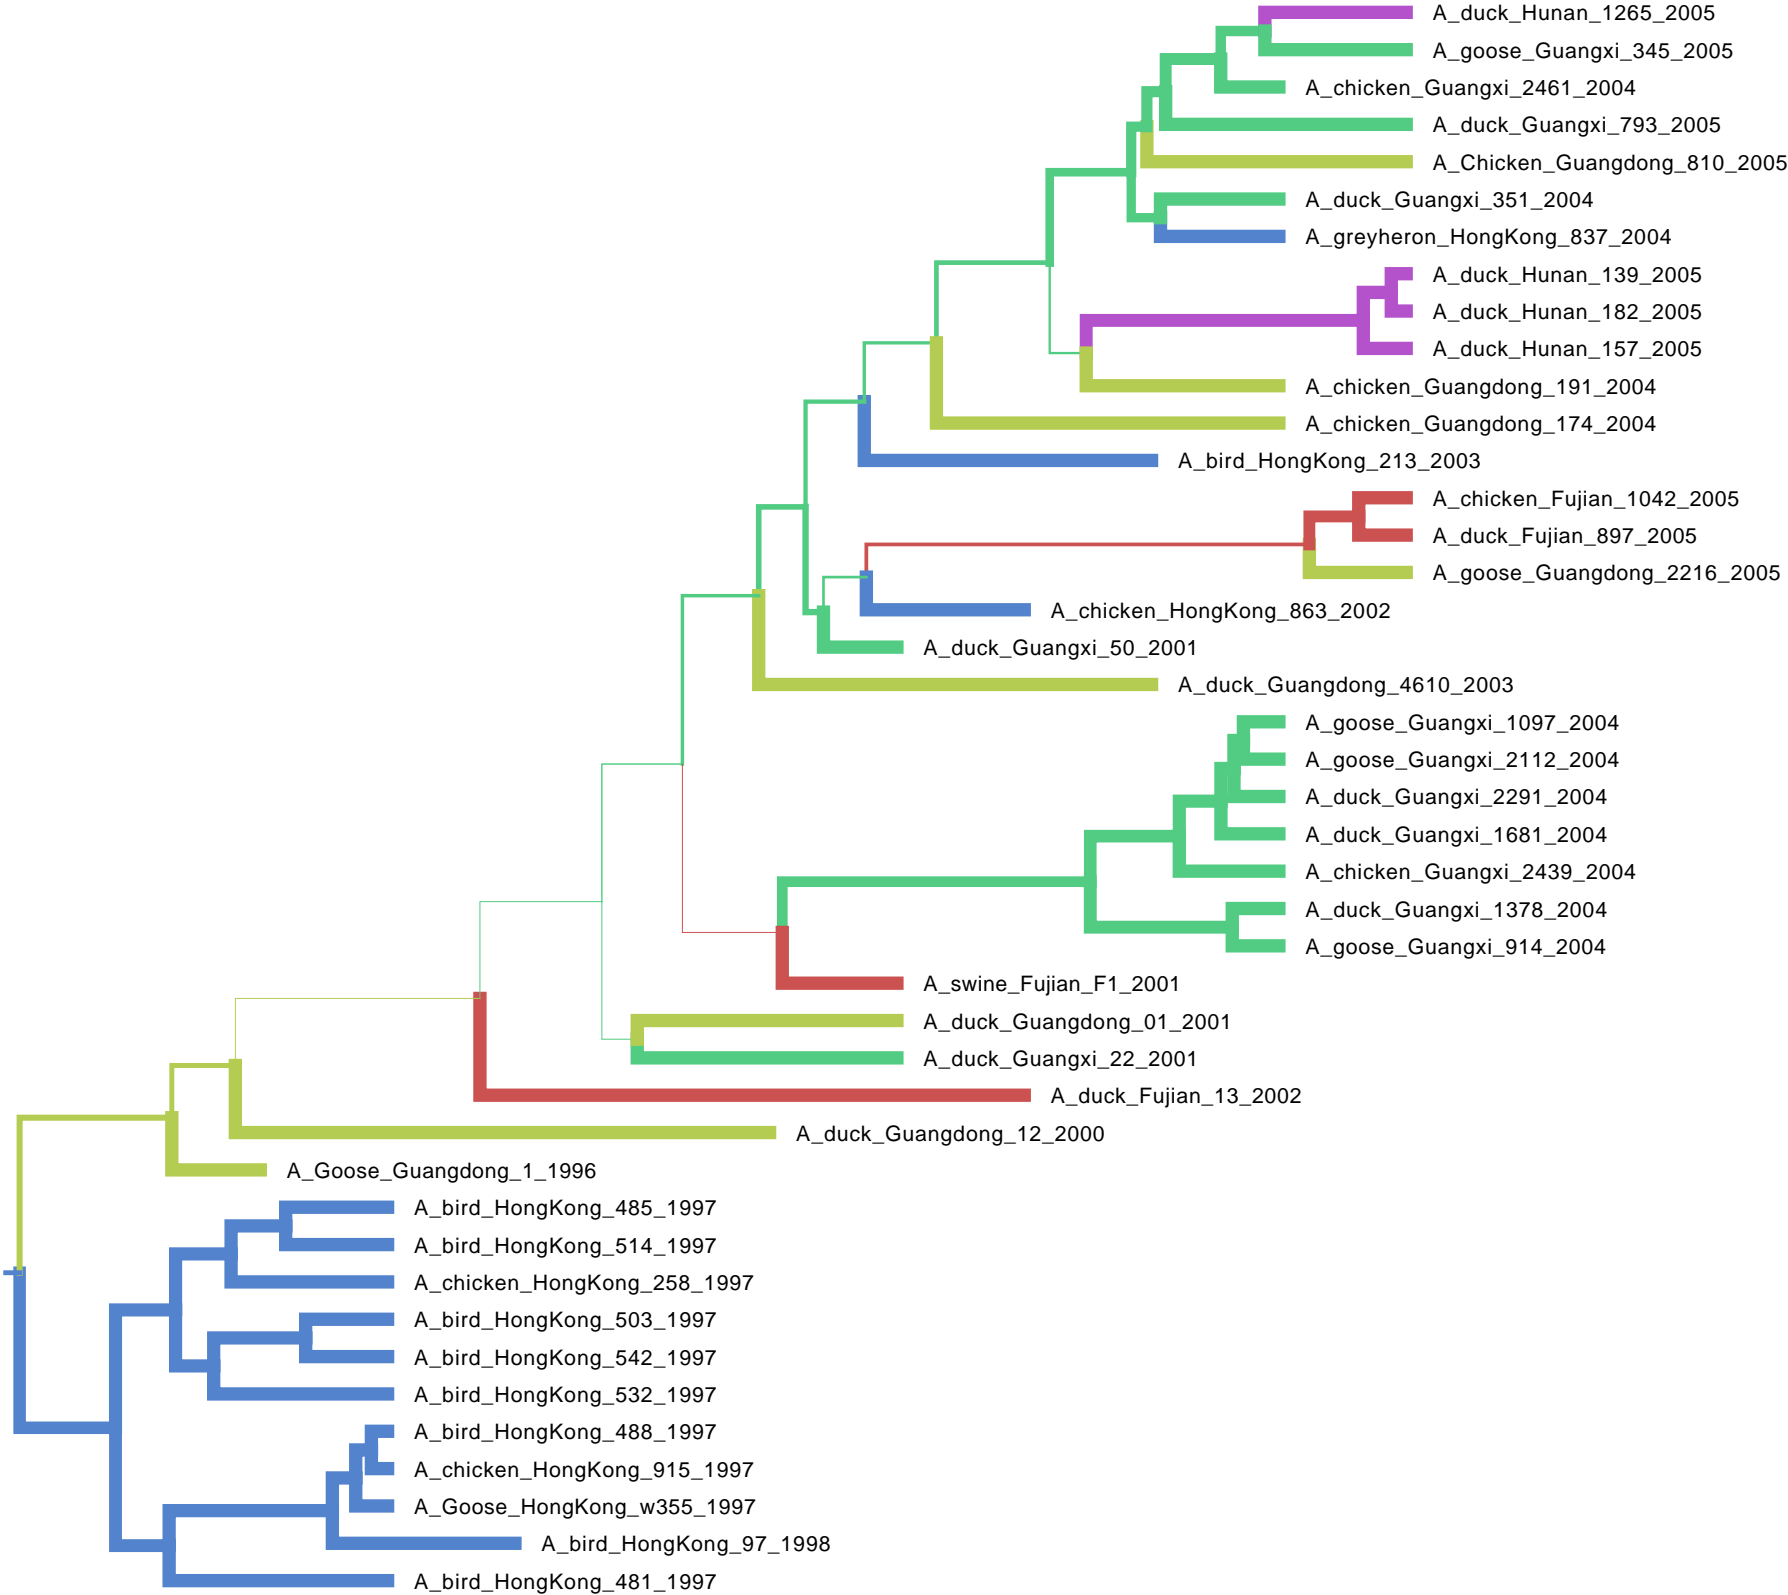 A_duck_Hunan_1265_2005
A_goose_Guangxi_345_2005
A_chicken_Guangxi_2461_2004
A_duck_Guangxi_793_2005
A_Chicken_Guangdong_810_2005
A_duck_Guangxi_351_2004
A_greyheron_HongKong_837_2004
A_duck_Hunan_139_2005
A_duck_Hunan_182_2005
A_duck_Hunan_157_2005
A_chicken_Guangdong_191_2004
A_chicken_Guangdong_174_2004
A_bird_HongKong_213_2003
A_chicken_Fujian_1042_2005
A_duck_Fujian_897_2005
A_goose_Guangdong_2216_2005
A_chicken_HongKong_863_2002
A_duck_Guangxi_50_2001
A_duck_Guangdong_4610_2003
A_goose_Guangxi_1097_2004
A_goose_Guangxi_2112_2004
A_duck_Guangxi_2291_2004
A_duck_Guangxi_1681_2004
A_chicken_Guangxi_2439_2004
A_duck_Guangxi_1378_2004
A_goose_Guangxi_914_2004
A_swine_Fujian_F1_2001
A_duck_Guangdong_01_2001
A_duck_Guangxi_22_2001
A_duck_Fujian_13_2002
A_duck_Guangdong_12_2000
A_Goose_Guangdong_1_1996
A_bird_HongKong_485_1997
A_bird_HongKong_514_1997
A_chicken_HongKong_258_1997
A_bird_HongKong_503_1997
A_bird_HongKong_542_1997
A_bird_HongKong_532_1997
A_bird_HongKong_488_1997
A_chicken_HongKong_915_1997
A_Goose_HongKong_w355_1997
A_bird_HongKong_97_1998
A_bird_HongKong_481_1997